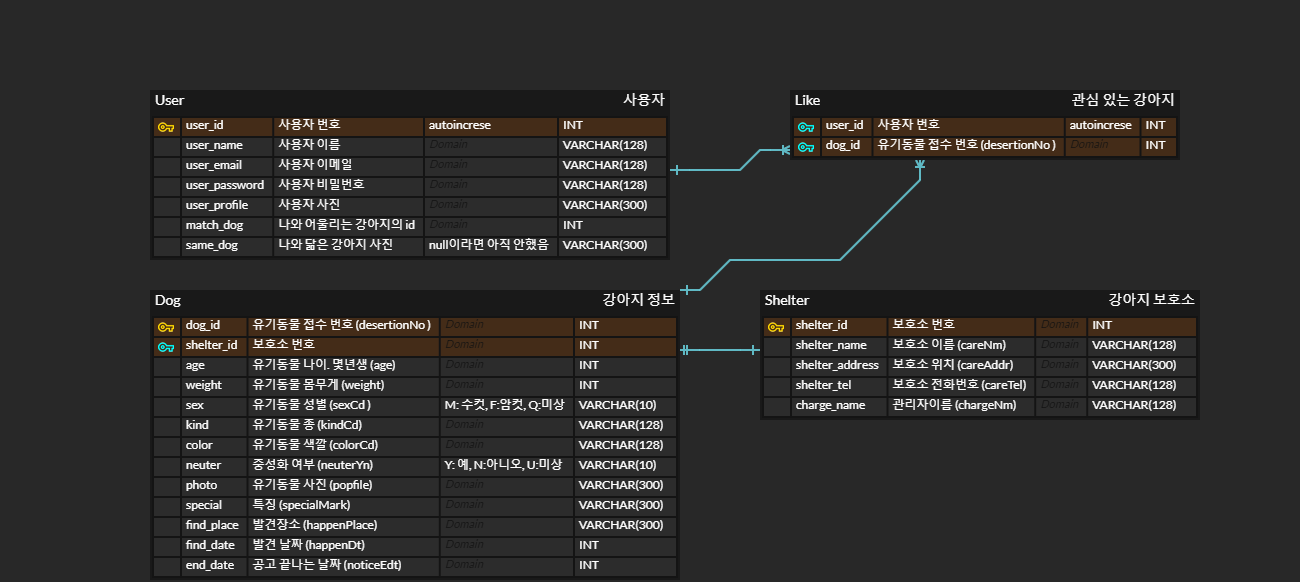 User 사용자
user_id 사용자 번호 autoincrese INT
user_name 사용자 이름 Domain VARCHAR(128)
user_email 사용자 이메일 Domain VARCHAR(128)
user_password 사용자 비밀번호 Domain VARCHAR(128)
user_profile 사용자 사진 Domain VARCHAR(300)
match_dog 나와 어울리는 강아지의 id Domain INT
same_dog 나와 닮은 강아지 사진 null이라면 아직 안했음 VARCHAR(300)
Like 관심 있는 강아지
user_id 사용자 번호 autoincrese INT
dog_id 유기동물 접수 번호 (desertionNo ) Domain INT
Dog 강아지 정보
dog_id 유기동물 접수 번호 (desertionNo ) Domain INT
shelter_id 보호소 번호 Domain INT
age 유기동물 나이. 몇년생 (age) Domain INT
weight 유기동물 몸무게 (weight) Domain INT
sex 유기동물 성별 (sexCd ) M: 수컷, F:암컷, Q:미상 VARCHAR(10)
kind 유기동물 종 (kindCd) Domain VARCHAR(128)
color 유기동물 색깔 (colorCd) Domain VARCHAR(128)
neuter 중성화 여부 (neuterYn) Y: 예, N:아니오, U:미상 VARCHAR(10)
photo 유기동물 사진 (popfile) Domain VARCHAR(300)
special 특징 (specialMark) Domain VARCHAR(300)
find_place 발견장소 (happenPlace) Domain VARCHAR(300)
find_date 발견 날짜 (happenDt) Domain INT
end_date 공고 끝나는 날짜 (noticeEdt) Domain INT
Shelter 강아지 보호소
shelter_id 보호소 번호 Domain INT
shelter_name 보호소 이름 (careNm) Domain VARCHAR(128)
shelter_address 보호소 위치 (careAddr) Domain VARCHAR(300)
shelter_tel 보호소 전화번호 (careTel) Domain VARCHAR(128)
charge_name 관리자이름 (chargeNm) Domain VARCHAR(128)